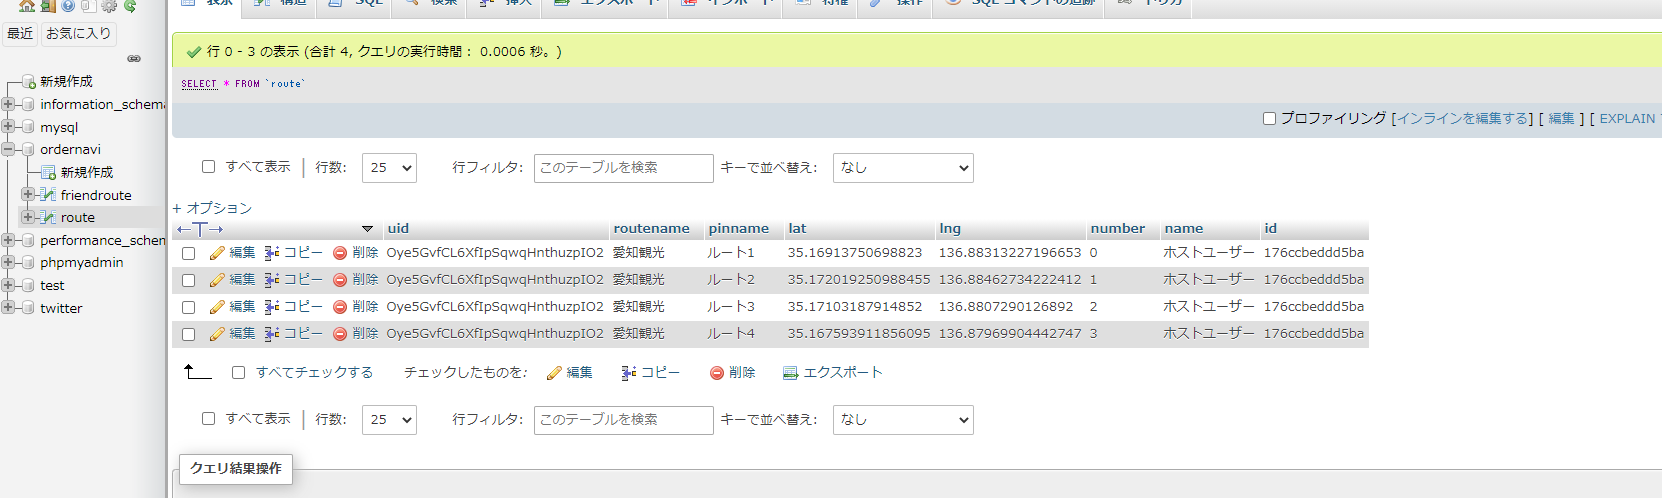 表示 構造 SQL 検索 挿入 エクスポート インポート 特権 操作 SQL コマンドの追跡 トリガ
最近 お気に入り
新規作成
information_schema
mysql
ordernavi
新規作成
friendroute
route
performance_schem
phpmyadmin
test
twitter
行 0 - 3 の表示 (合計 4, クエリの実行時間： 0.0006 秒。)
SELECT * FROM `route`
プロファイリング [インラインを編集する] [ 編集 ] [ EXPLAIN
すべて表示 行数: 25 行フィルタ: このテーブルを検索 キーで並べ替え: なし
+ オプション
←T→ uid routename pinname lat lng number name id
編集 コピー 削除 Oye5GvfCL6XfIpSqwqHnthuzpIO2 愛知観光 ルート1 35.16913750698823 136.88313227196653 0 ホストユーザー 176ccbeddd5ba
編集 コピー 削除 Oye5GvfCL6XfIpSqwqHnthuzpIO2 愛知観光 ルート2 35.172019250988455 136.88462734222412 1 ホストユーザー 176ccbeddd5ba
編集 コピー 削除 Oye5GvfCL6XfIpSqwqHnthuzpIO2 愛知観光 ルート3 35.17103187914852 136.8807290126892 2 ホストユーザー 176ccbeddd5ba
編集 コピー 削除 Oye5GvfCL6XfIpSqwqHnthuzpIO2 愛知観光 ルート4 35.167593911856095 136.87969904442747 3 ホストユーザー 176ccbeddd5ba
すべてチェックする チェックしたものを: 編集 コピー 削除 エクスポート
すべて表示 行数: 25 行フィルタ: このテーブルを検索 キーで並べ替え: なし
クエリ結果操作